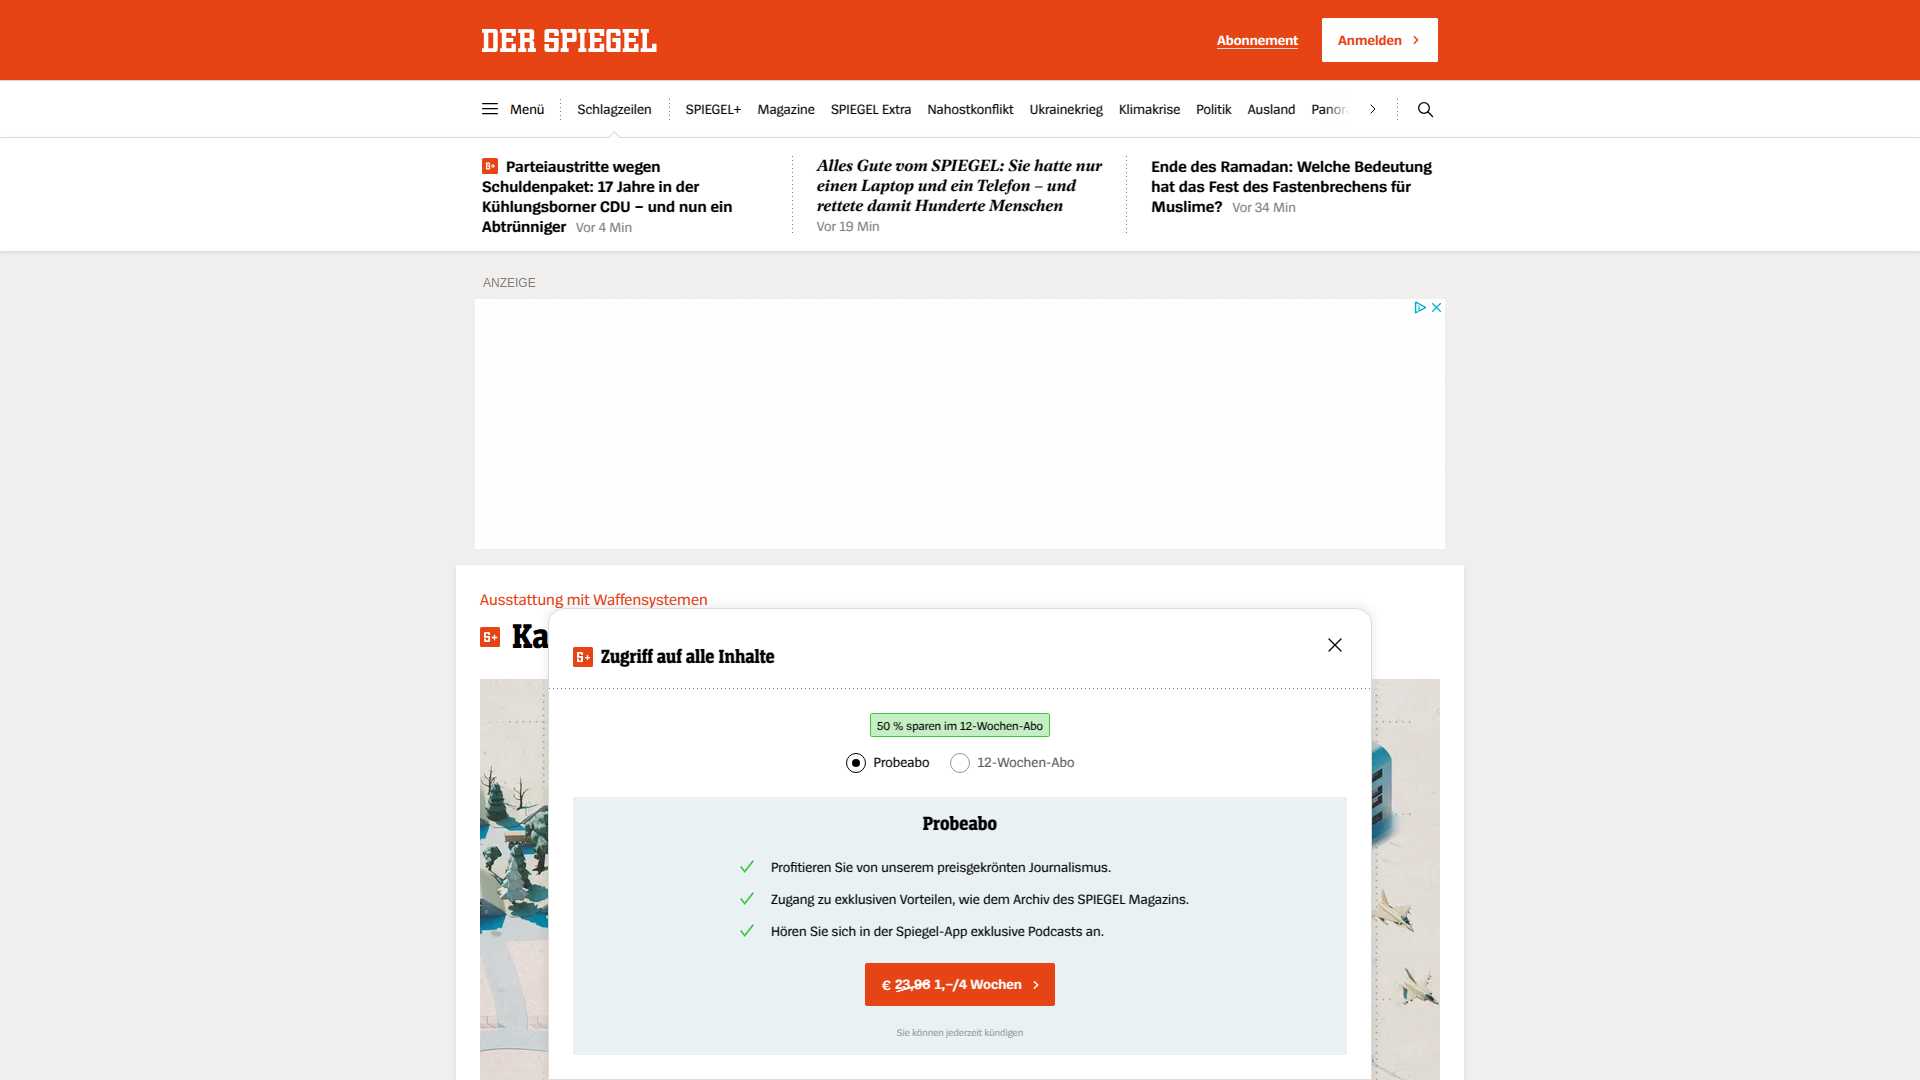 DER SPIEGEL
Abonnement
Anmelden
Menü
Schlagzeilen
SPIEGEL+
Magazine
SPIEGEL Extra
Nahostkonflikt
Ukrainekrieg
Klimakrise
Politik
Ausland
Panor
S+ Parteiaustritte wegen
Schuldenpaket: 17 Jahre in der
Kühlungsborner CDU – und nun ein
Abtrünniger Vor 4 Min
Alles Gute vom SPIEGEL: Sie hatte nur
einen Laptop und ein Telefon – und
rettete damit Hunderte Menschen
Vor 19 Min
Ende des Ramadan: Welche Bedeutung
hat das Fest des Fastenbrechens für
Muslime? Vor 34 Min
ANZEIGE
Ausstattung mit Waffensystemen
S+ Ka
S+ Zugriff auf alle Inhalte
50 % sparen im 12-Wochen-Abo
Probeabo
12-Wochen-Abo
Probeabo
Profitieren Sie von unserem preisgekrönten Journalismus.
Zugang zu exklusiven Vorteilen, wie dem Archiv des SPIEGEL Magazins.
Hören Sie sich in der Spiegel-App exklusive Podcasts an.
€ 23,96 1,–/4 Wochen
Sie können jederzeit kündigen